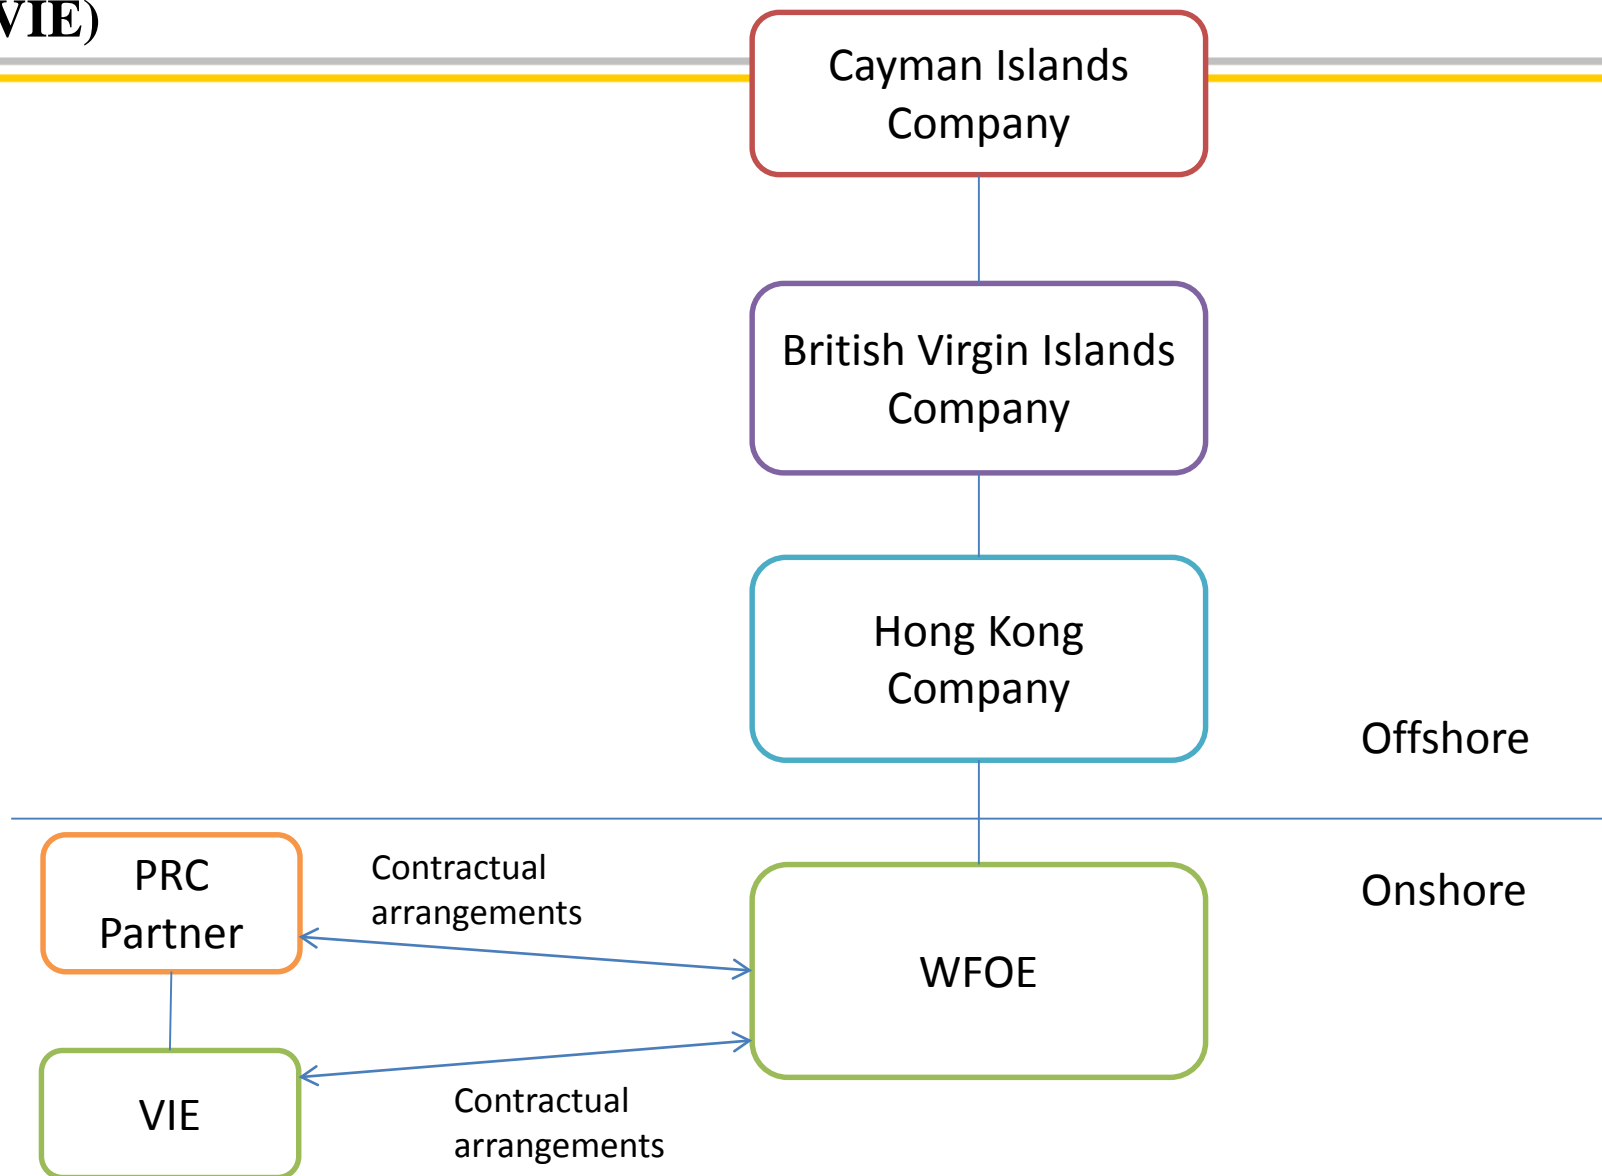 VIE)
Cayman Islands
Company
British Virgin Islands
Company
Hong Kong
Company
Offshore
PRC
Partner
Contractual
arrangements
Onshore
WFOE
VIE
Contractual
arrangements